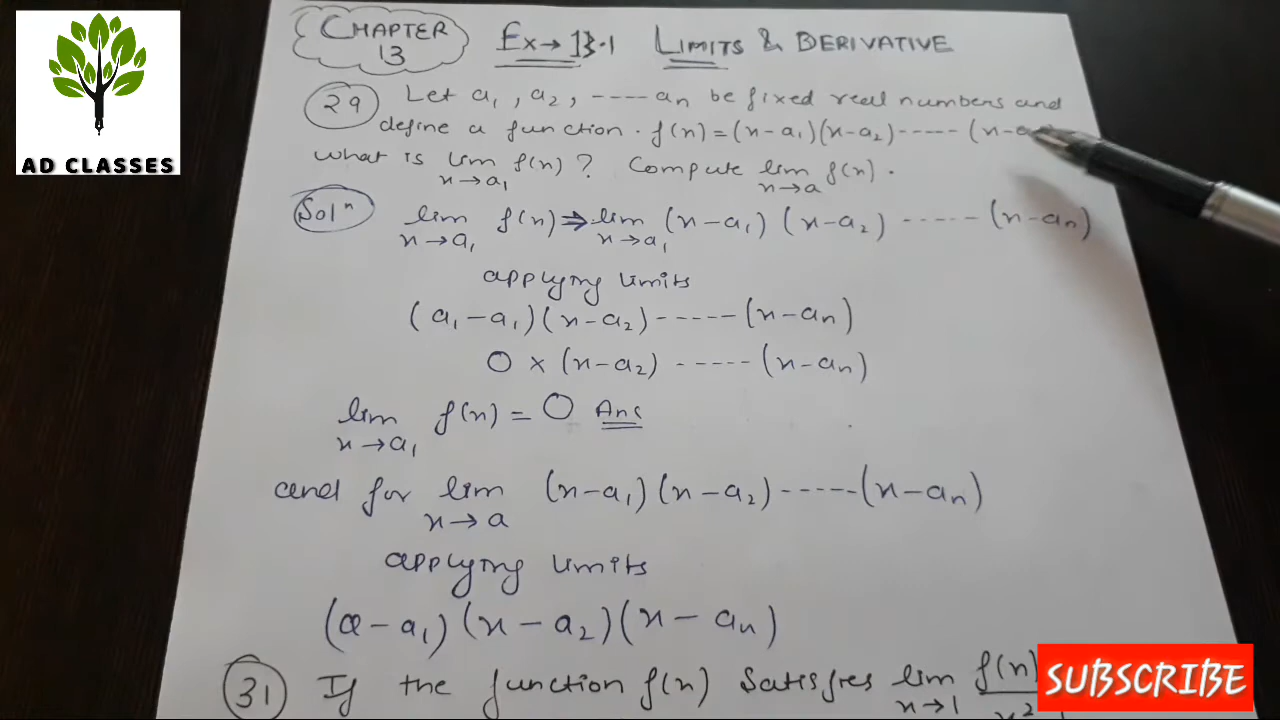 AD CLASSES
CHAPTER 13 Ex→13.1 LIMITS & DERIVATIVE
29 Let a₁, a₂, ---- aₙ be fixed real numbers and
define a function. f(x) = (x-a₁)(x-a₂)----- (x-a
what is lim x→a₁ f(x)? Compute lim x→a f(x).
Solⁿ lim x→a₁ f(x) ⇒ lim x→a₁ (x-a₁) (x-a₂) ------ (x-aₙ)
applying limits
(a₁-a₁)(x-a₂)------(x-aₙ)
0 × (x-a₂) ------(x-aₙ)
lim x→a₁ f(x) = 0 Ans
and for lim x→a (x-a₁)(x-a₂)-----(x-aₙ)
applying limits
(a-a₁)(x-a₂)(x-aₙ)
31 If the function f(x) satisfies lim x→1 f(x) x²
SUBSCRIBE